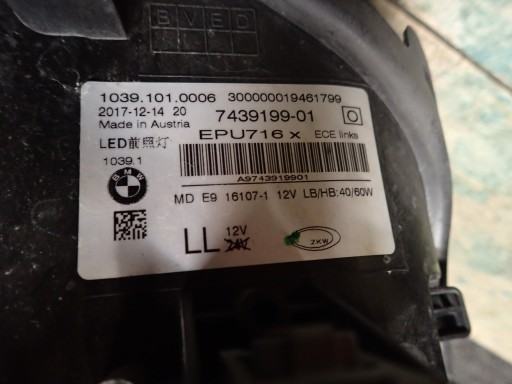 BVED
1039.101.0006 300000019461799
2017-12-14 20 7439199-01
Made in Austria EPU716 x ECE links
LED前照灯
1039.1
BMW
A9743919901
MD E9 16107-1 12V LB/HB:40/60W
LL 12V
ZKW